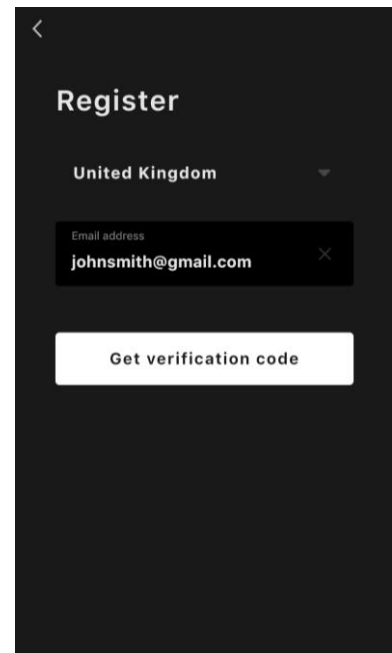 Register
United Kingdom
Email address
johnsmith@gmail.com
Get verification code